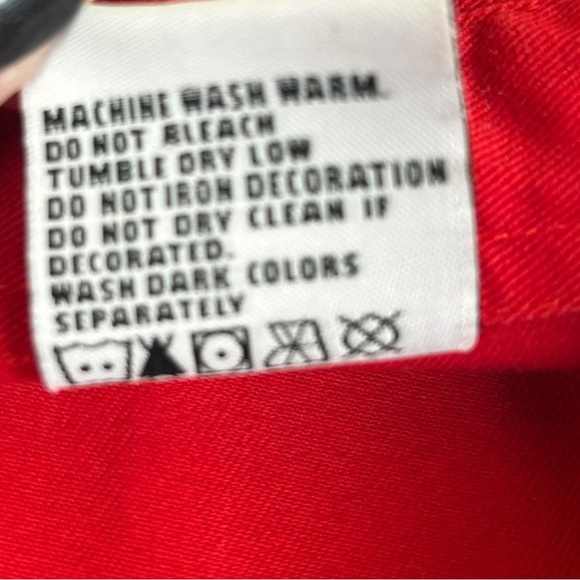 MACHINE WASH WARM.
DO NOT BLEACH
TUMBLE DRY LOW
DO NOT IRON DECORATION
DO NOT DRY CLEAN IF
DECORATED.
WASH DARK COLORS
SEPARATELY